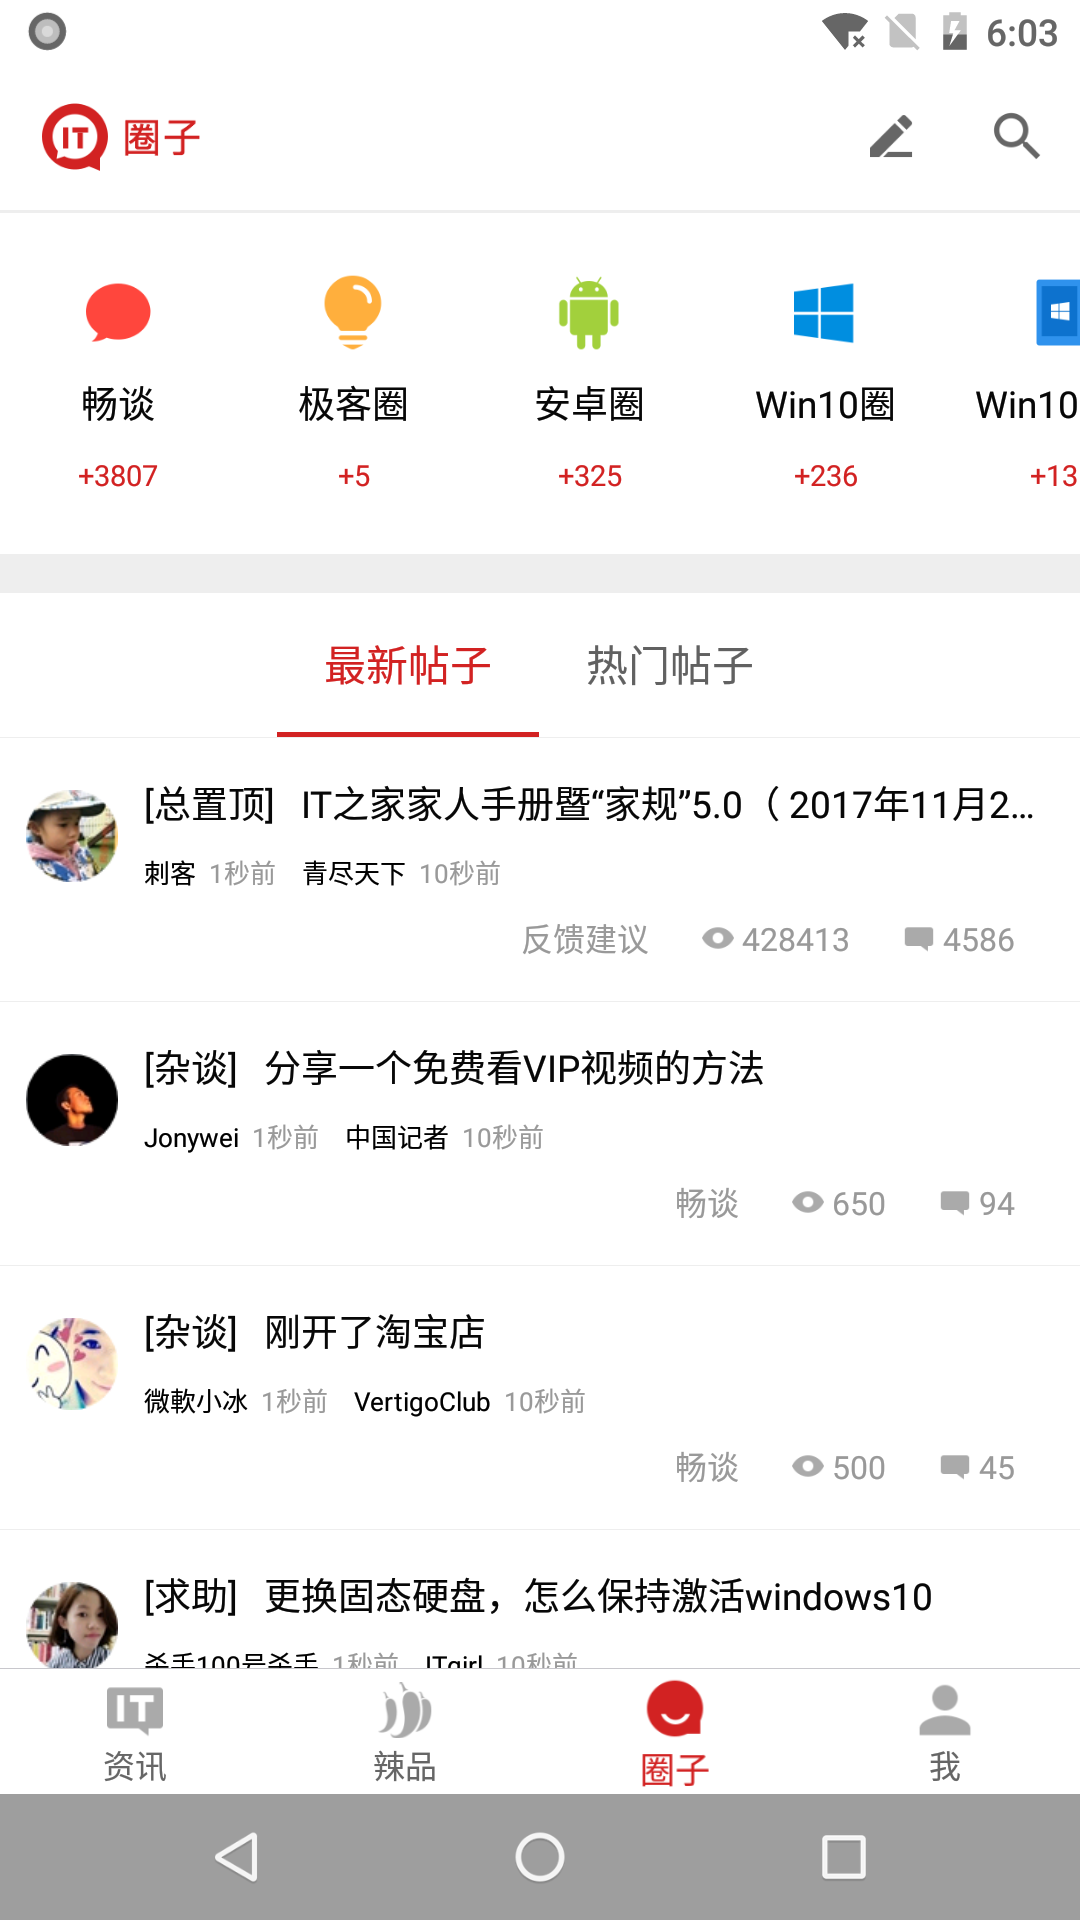 6:03
IT 圈子
畅谈 极客圈 安卓圈 Win10圈 Win10
+3807 +5 +325 +236 +13
最新帖子 热门帖子
[总置顶] IT之家家人手册暨“家规”5.0（ 2017年11月2...
刺客 1秒前 青尽天下 10秒前
反馈建议 428413 4586
[杂谈] 分享一个免费看VIP视频的方法
Jonywei 1秒前 中国记者 10秒前
畅谈 650 94
[杂谈] 刚开了淘宝店
微軟小冰 1秒前 VertigoClub 10秒前
畅谈 500 45
[求助] 更换固态硬盘，怎么保持激活windows10
杀手100号杀手 1秒前 ITgirl 10秒前
IT
资讯 辣品 圈子 我